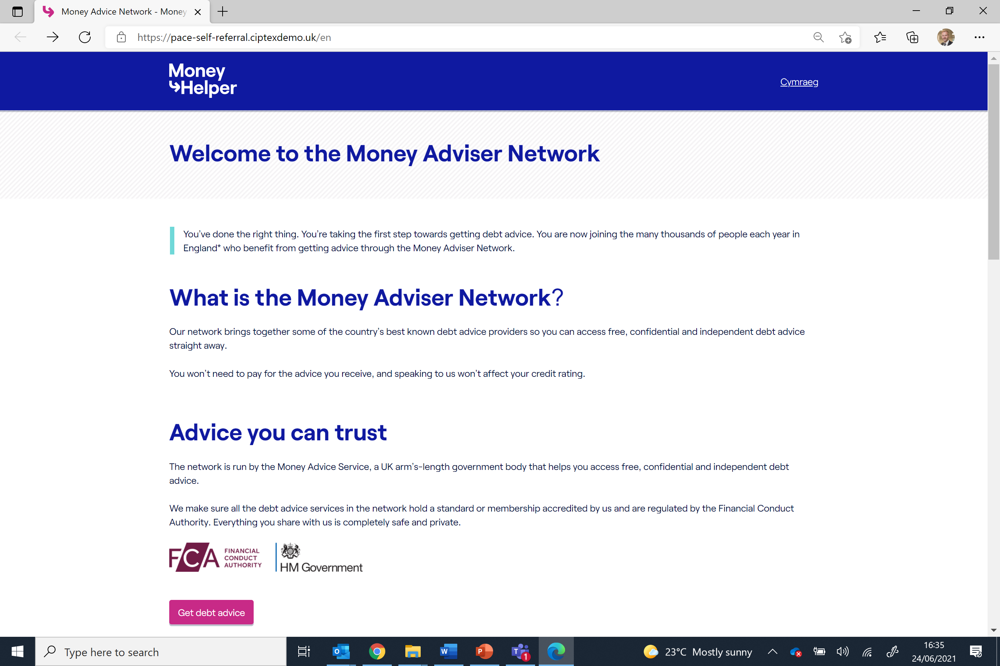 Money Advice Network - Money
https://pace-self-referral.ciptexdemo.uk/en
Money
Helper
Cymraeg
Welcome to the Money Adviser Network
You’ve done the right thing. You’re taking the first step towards getting debt advice. You are now joining the many thousands of people each year in
England* who benefit from getting advice through the Money Adviser Network.
What is the Money Adviser Network?
Our network brings together some of the country’s best known debt advice providers so you can access free, confidential and independent debt advice
straight away.
You won’t need to pay for the advice you receive, and speaking to us won’t affect your credit rating.
Advice you can trust
The network is run by the Money Advice Service, a UK arm’s-length government body that helps you access free, confidential and independent debt
advice.
We make sure all the debt advice services in the network hold a standard or membership accredited by us and are regulated by the Financial Conduct
Authority. Everything you share with us is completely safe and private.
FCA FINANCIAL
CONDUCT
AUTHORITY
HM Government
Get debt advice
Type here to search
O
W
P
T
1
23°C Mostly sunny
16:35
24/06/2021